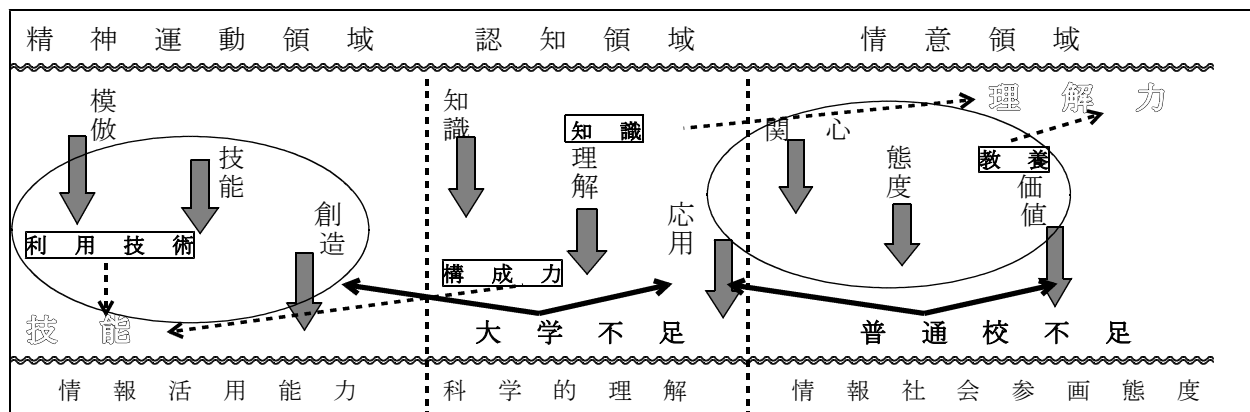 精神運動領域
認知領域
情意領域
模倣
技能
創造
利用技術
技能
知識
知識
理解
応用
構成力
大学不足
関心
態度
価値
教養
理解力
普通校不足
情報活用能力
科学的理解
情報社会参画態度